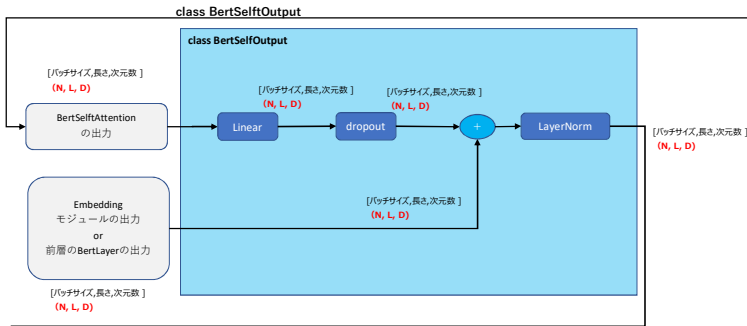 class BertSelftOutput
class BertSelfOutput
[バッチサイズ,長さ,次元数 ]
(N, L, D)
BertSelftAttention
の出力
[バッチサイズ,長さ,次元数 ]
(N, L, D)
[バッチサイズ,長さ,次元数 ]
(N, L, D)
Linear
dropout
+
LayerNorm
[バッチサイズ,長さ,次元数 ]
(N, L, D)
Embedding
モジュールの出力
or
前層のBertLayerの出力
[バッチサイズ,長さ,次元数 ]
(N, L, D)
[バッチサイズ,長さ,次元数 ]
(N, L, D)